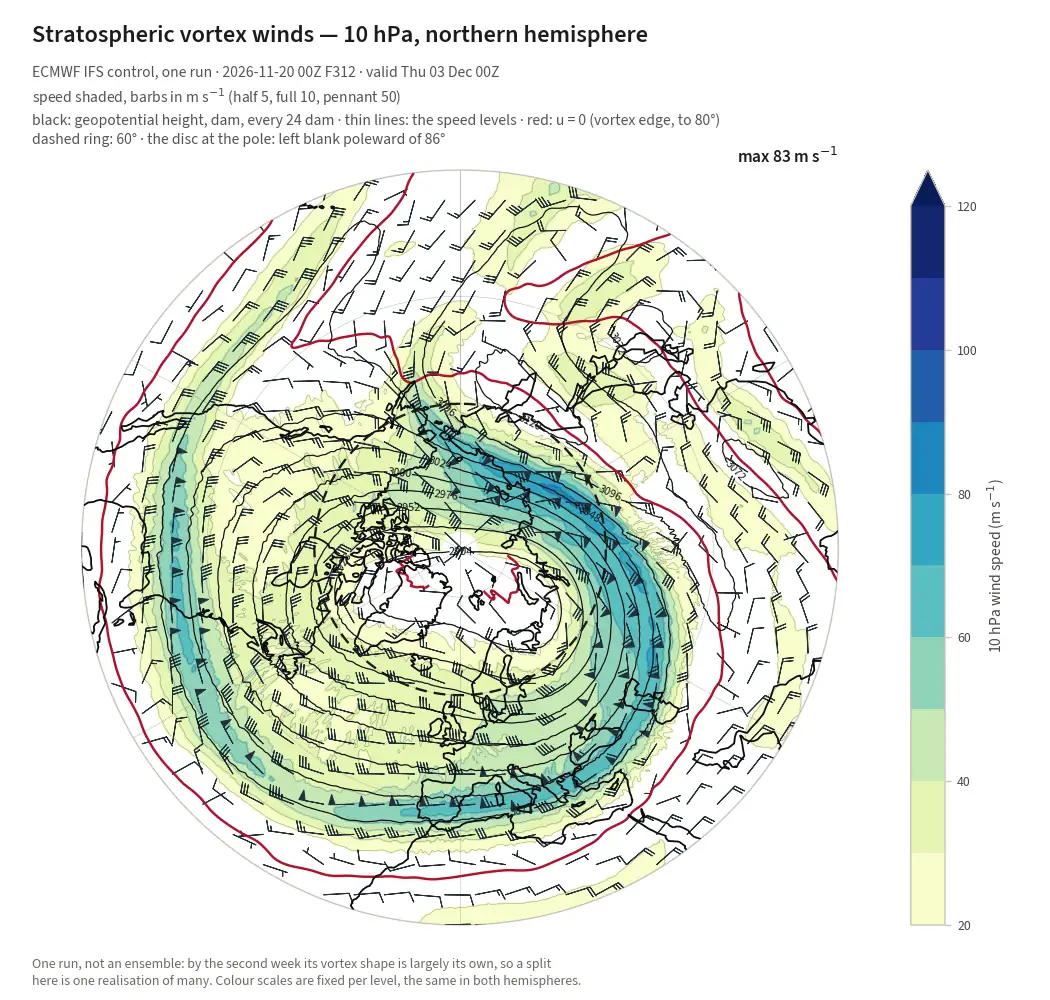 Stratospheric vortex winds — 10 hPa, northern hemisphere
ECMWF IFS control, one run · 2026-11-20 00Z F312 · valid Thu 03 Dec 00Z
speed shaded, barbs in m s⁻¹ (half 5, full 10, pennant 50)
black: geopotential height, dam, every 24 dam · thin lines: the speed levels · red: u = 0 (vortex edge, to 80°)
dashed ring: 60° · the disc at the pole: left blank poleward of 86°
max 83 m s⁻¹
120
100
80
60
40
20
10 hPa wind speed (m s⁻¹)
3096
3072
3000
2976
2952
3096
One run, not an ensemble: by the second week its vortex shape is largely its own, so a split
here is one realisation of many. Colour scales are fixed per level, the same in both hemispheres.